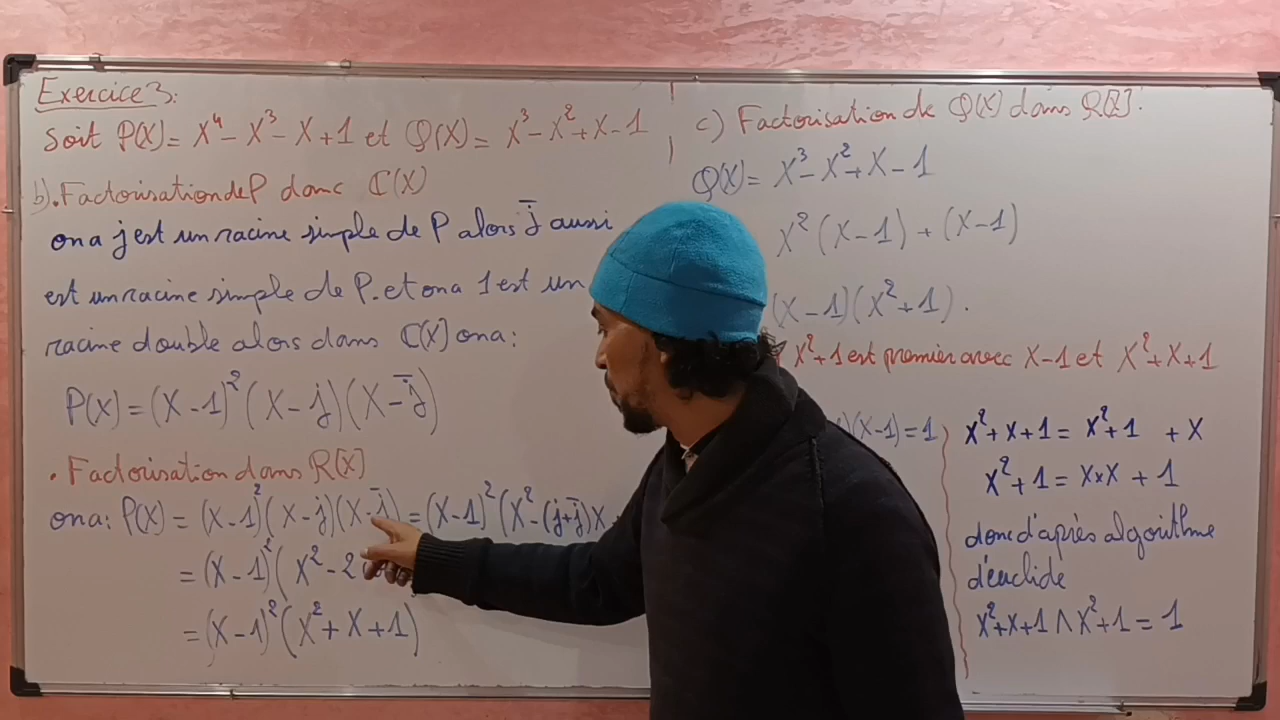 Exercice 3:
Soit P(X)= X⁴-X³-X+1 et Q(X)= X³-X²+X-1
b). Factorisation de P danc ℂ(X)
on a j est un racine simple de P alors j̄ aussi
est un racine simple de P. et on a 1 est un
racine double alors dans ℂ[X] on a:
P(X)=(X-1)²(X-j)(X-j̄)
• Factorisation dans R[X]
on a: P(X) = (X-1)²(X-j)(X-j̄) = (X-1)²(X²-(j+j̄)X
= (X-1)²(X²-2
= (X-1)²(X²+X+1)
c) Factorisation de Q(X) dans R[X].
Q(X)= X³-X²+X-1
X²(X-1)+(X-1)
(X-1)(X²+1).
X²+1 est premier avec X-1 et X²+X+1
)(X-1)=1
X²+X+1= X²+1 +X
X²+1= X×X +1
donc d'après algorithme
d'euclide
X²+X+1 ∧ X²+1 = 1